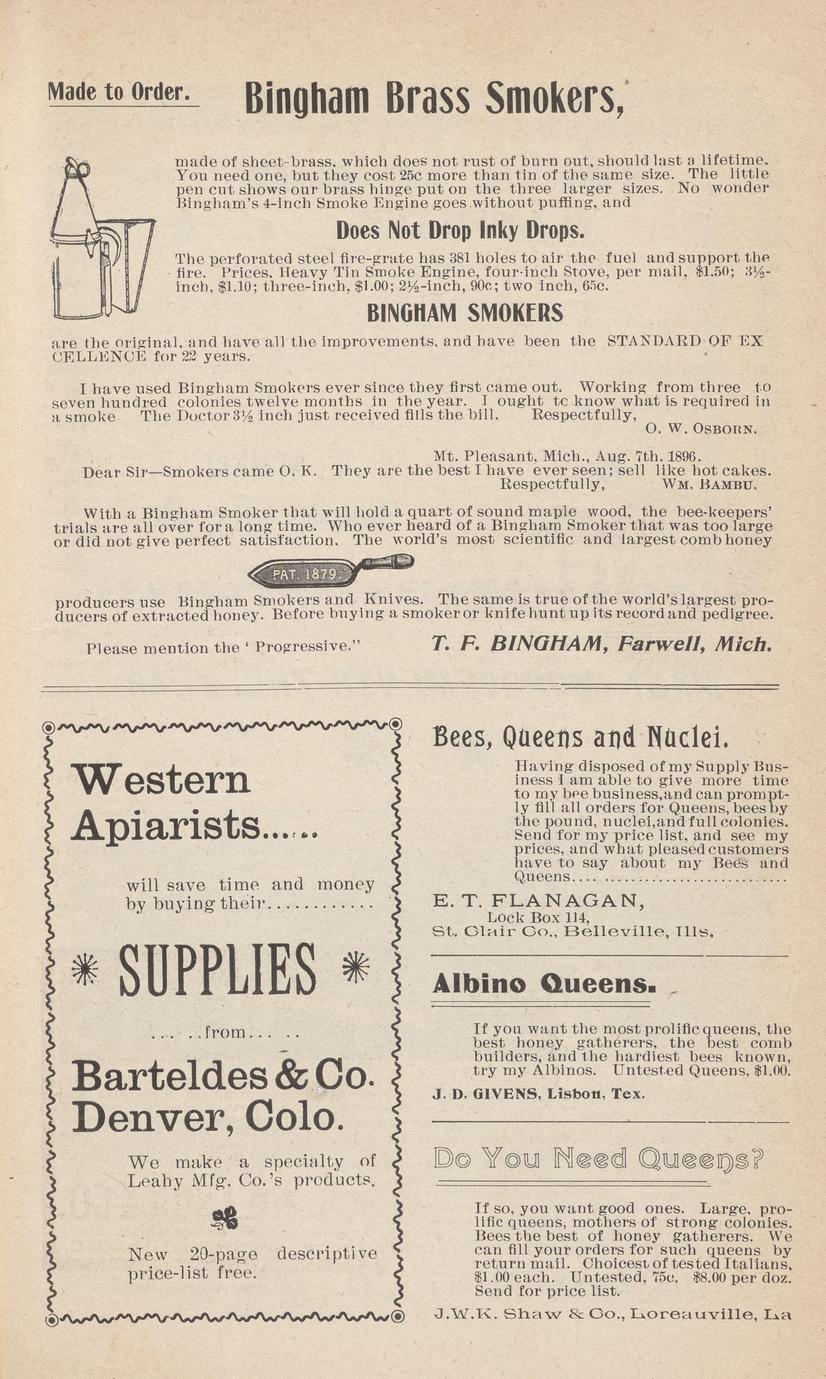 Made to Order.
Bingham Brass Smokers,
made of sheet-brass, which does not rust of burn out, should last a lifetime.
You need one, but they cost 25c more than tin of the same size. The little
pen cut shows our brass hinge put on the three larger sizes. No wonder
Bingham's 4-inch Smoke Engine goes without puffing, and
Does Not Drop Inky Drops.
The perforated steel fire-grate has 381 holes to air the fuel and support the
fire. Prices, Heavy Tin Smoke Engine, four-inch Stove, per mail, $1.50; 3½-
inch, $1.10; three-inch, $1.00; 2½-inch, 90c; two inch, 65c.
BINGHAM SMOKERS
are the original, and have all the improvements, and have been the STANDARD OF EX
CELLENCE for 22 years.
I have used Bingham Smokers ever since they first came out. Working from three to
seven hundred colonies twelve months in the year. I ought tc know what is required in
a smoke The Doctor 3½ inch just received fills the bill. Respectfully,
O. W. OSBORN.
Mt. Pleasant, Mich., Aug. 7th. 1896.
Dear Sir—Smokers came O. K. They are the best I have ever seen; sell like hot cakes.
Respectfully, WM. BAMBU.
With a Bingham Smoker that will hold a quart of sound maple wood, the bee-keepers'
trials are all over for a long time. Who ever heard of a Bingham Smoker that was too large
or did not give perfect satisfaction. The world's most scientific and largest comb honey
PAT. 1879.
producers use Bingham Smokers and Knives. The same is true of the world's largest pro-
ducers of extracted honey. Before buying a smoker or knife hunt up its record and pedigree.
Please mention the ‘ Progressive.”
T. F. BINGHAM, Farwell, Mich.
Western
Apiarists......
will save time and money
by buying their............
* SUPPLIES *
... ..from... ..
Barteldes & Co.
Denver, Colo.
We make a specialty of
Leahy Mfg. Co.'s products.
New 20-page descriptive
price-list free.
Bees, Queens and Nuclei.
Having disposed of my Supply Bus-
iness I am able to give more time
to my bee business,and can prompt-
ly fill all orders for Queens, bees by
the pound, nuclei,and full colonies.
Send for my price list, and see my
prices, and what pleased customers
have to say about my Bees and
Queens.... ............................
E. T. FLANAGAN,
Lock Box 114,
St. Clair Co., Belleville, Ills.
Albino Queens.
If you want the most prolific queens, the
best honey gatherers, the best comb
builders, and the hardiest bees known,
try my Albinos. Untested Queens, $1.00.
J. D. GIVENS, Lisbon, Tex.
Do You Need Queens?
If so, you want good ones. Large, pro-
lific queens, mothers of strong colonies.
Bees the best of honey gatherers. We
can fill your orders for such queens by
return mail. Choicest of tested Italians,
$1.00 each. Untested, 75c. $8.00 per doz.
Send for price list.
J.W.K. Shaw & Co., Loreauville, La